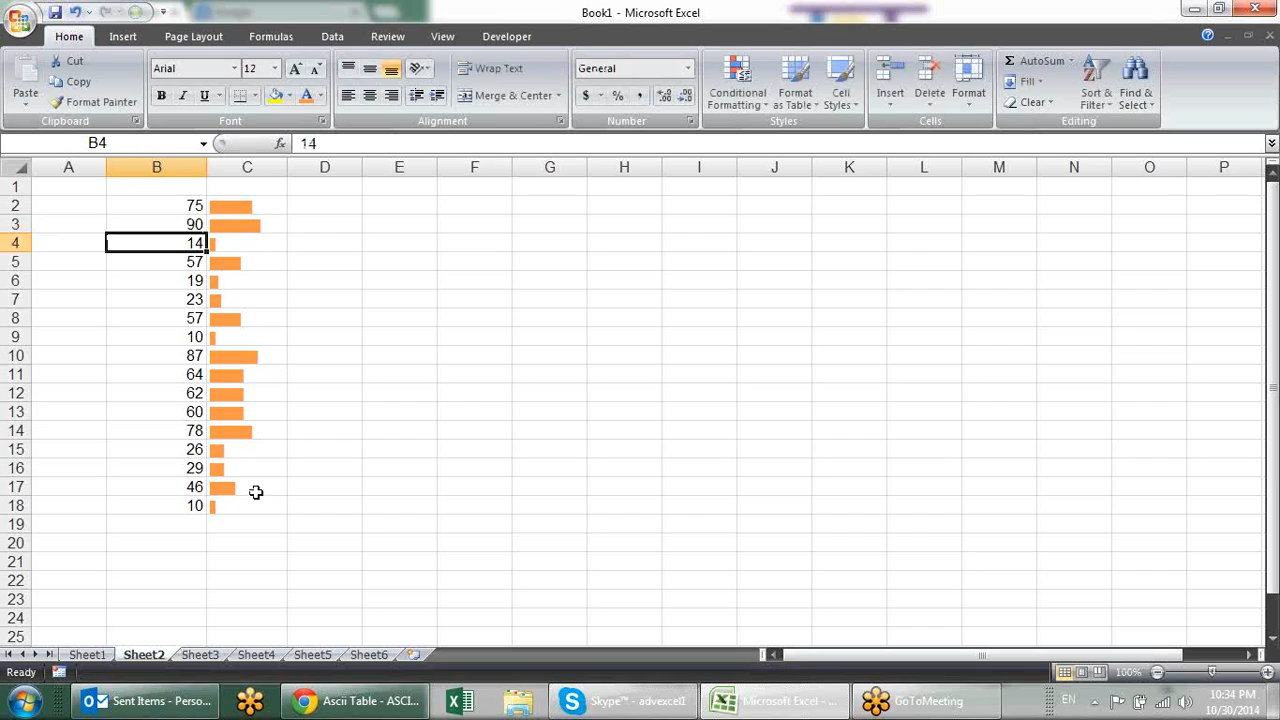 Book1 - Microsoft Excel
Home Insert Page Layout Formulas Data Review View Developer
Paste
Cut
Copy
Format Painter
Clipboard
Arial 12
B I U
Font
Wrap Text
Merge & Center
Alignment
General
$ % ,
Number
Conditional Formatting
Format as Table
Cell Styles
Styles
Insert Delete Format
Cells
AutoSum
Fill
Clear
Sort & Filter
Find & Select
Editing
B4 fx 14
A B C D E F G H I J K L M N O P
1
2 75
3 90
4 14
5 57
6 19
7 23
8 57
9 10
10 87
11 64
12 62
13 60
14 78
15 26
16 29
17 46
18 10
19
20
21
22
23
24
25
Sheet1 Sheet2 Sheet3 Sheet4 Sheet5 Sheet6
Ready 100%
Sent Items - Perso... Ascii Table - ASCI... Skype™ - advexcel1 Microsoft Excel - ... GoToMeeting EN 10:34 PM
10/30/2014